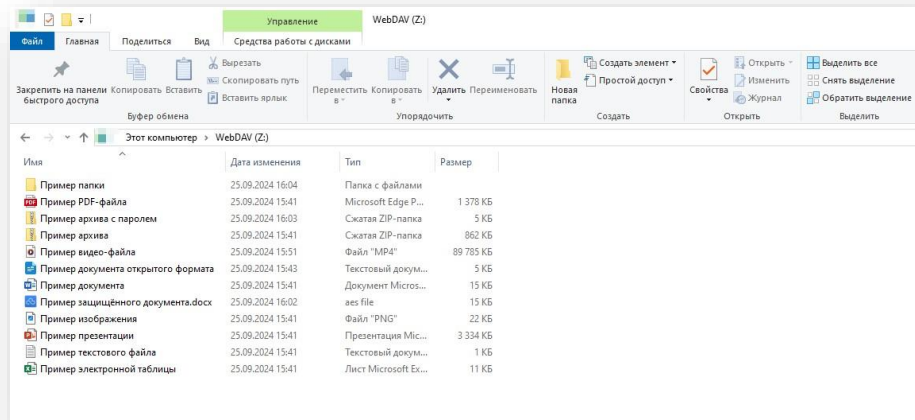 Управление WebDAV (Z:)
Файл Главная Поделиться Вид Средства работы с дисками
Закрепить на панели быстрого доступа
Копировать
Вставить
Вырезать
Скопировать путь
Вставить ярлык
Буфер обмена
Переместить в
Копировать в
Удалить
Переименовать
Упорядочить
Новая папка
Создать элемент
Простой доступ
Создать
Свойства
Открыть
Изменить
Журнал
Открыть
Выделить все
Снять выделение
Обратить выделение
Выделить
Этот компьютер > WebDAV (Z:)
Имя Дата изменения Тип Размер
Пример папки 25.09.2024 16:04 Папка с файлами
Пример PDF-файла 25.09.2024 15:41 Microsoft Edge P... 1 378 КБ
Пример архива с паролем 25.09.2024 16:03 Сжатая ZIP-папка 5 КБ
Пример архива 25.09.2024 15:41 Сжатая ZIP-папка 862 КБ
Пример видео-файла 25.09.2024 15:51 Файл "MP4" 89 785 КБ
Пример документа открытого формата 25.09.2024 15:43 Текстовый докум... 5 КБ
Пример документа 25.09.2024 15:41 Документ Micros... 15 КБ
Пример защищённого документа.docx 25.09.2024 16:02 aes file 15 КБ
Пример изображения 25.09.2024 15:41 Файл "PNG" 22 КБ
Пример презентации 25.09.2024 15:41 Презентация Mic... 3 334 КБ
Пример текстового файла 25.09.2024 15:41 Текстовый докум... 1 КБ
Пример электронной таблицы 25.09.2024 15:41 Лист Microsoft Ex... 11 КБ